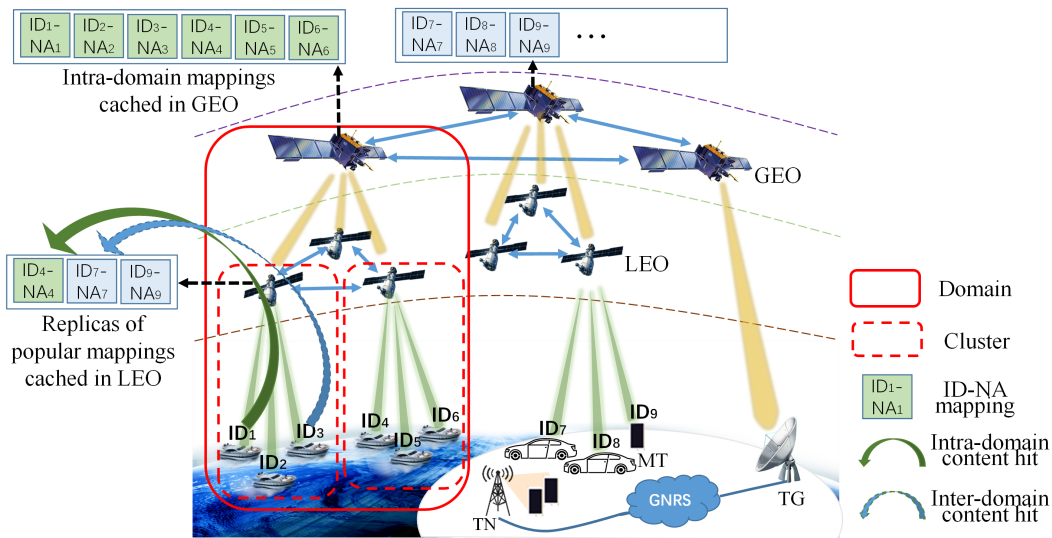 ID1- ID2- ID3- ID4- ID5- ID6-
NA1 NA2 NA3 NA4 NA5 NA6
Intra-domain mappings
cached in GEO
ID7- ID8- ID9- ...
NA7 NA8 NA9
GEO
LEO
ID4- ID7- ID9-
NA4 NA7 NA9
Replicas of
popular mappings
cached in LEO
Domain
Cluster
ID1-
NA1
ID-NA
mapping
Intra-domain
content hit
Inter-domain
content hit
ID1
ID2
ID3
ID4
ID5
ID6
ID7
ID8
ID9
MT
TN
GNRS
TG